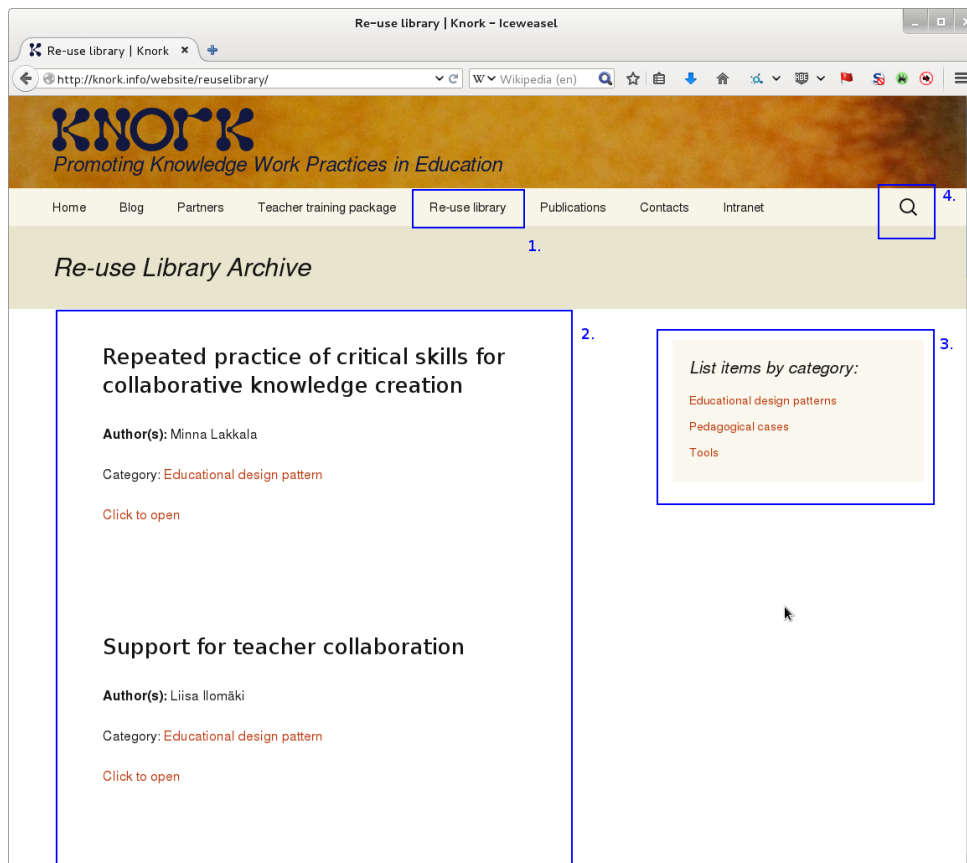 Re-use library | Knork - Iceweasel
Re-use library | Knork
http://knork.info/website/reuselibrary/
W Wikipedia (en)
KNORK
Promoting Knowledge Work Practices in Education
Home Blog Partners Teacher training package Re-use library Publications Contacts Intranet
4.
1.
Re-use Library Archive
2.
3.
Repeated practice of critical skills for
collaborative knowledge creation
Author(s): Minna Lakkala
Category: Educational design pattern
Click to open
List items by category:
Educational design patterns
Pedagogical cases
Tools
Support for teacher collaboration
Author(s): Liisa Ilomäki
Category: Educational design pattern
Click to open